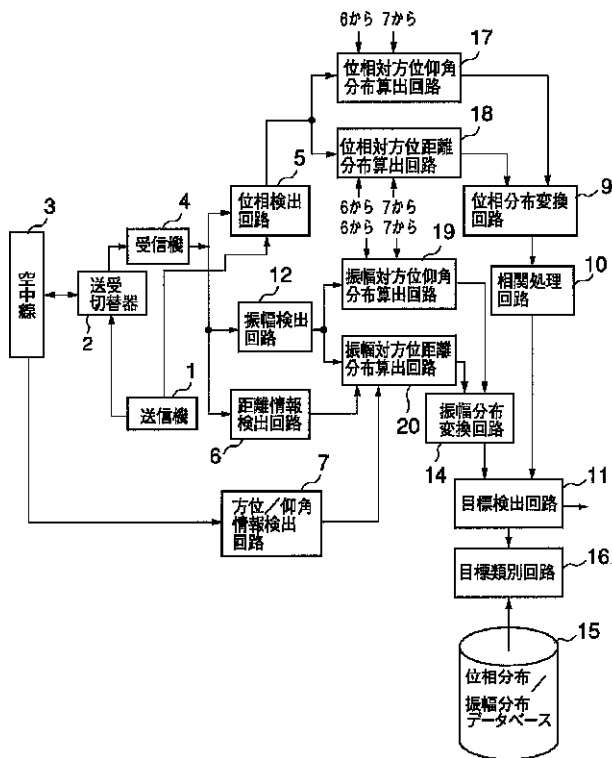 6から 7から
17
位相対方位仰角
分布算出回路
18
位相対方位距離
分布算出回路
5
位相検出
回路
9
位相分布変換
回路
6から 7から
6から 7から
3
空中線
4
受信機
送受
切替器
2
19
振幅対方位仰角
分布算出回路
10
相関処理
回路
12
振幅検出
回路
振幅対方位距離
分布算出回路
20
1
送信機
距離情報
検出回路
6
振幅分布
変換回路
14
7
方位/仰角
情報検出
回路
11
目標検出回路
16
目標類別回路
15
位相分布/
振幅分布
データベース